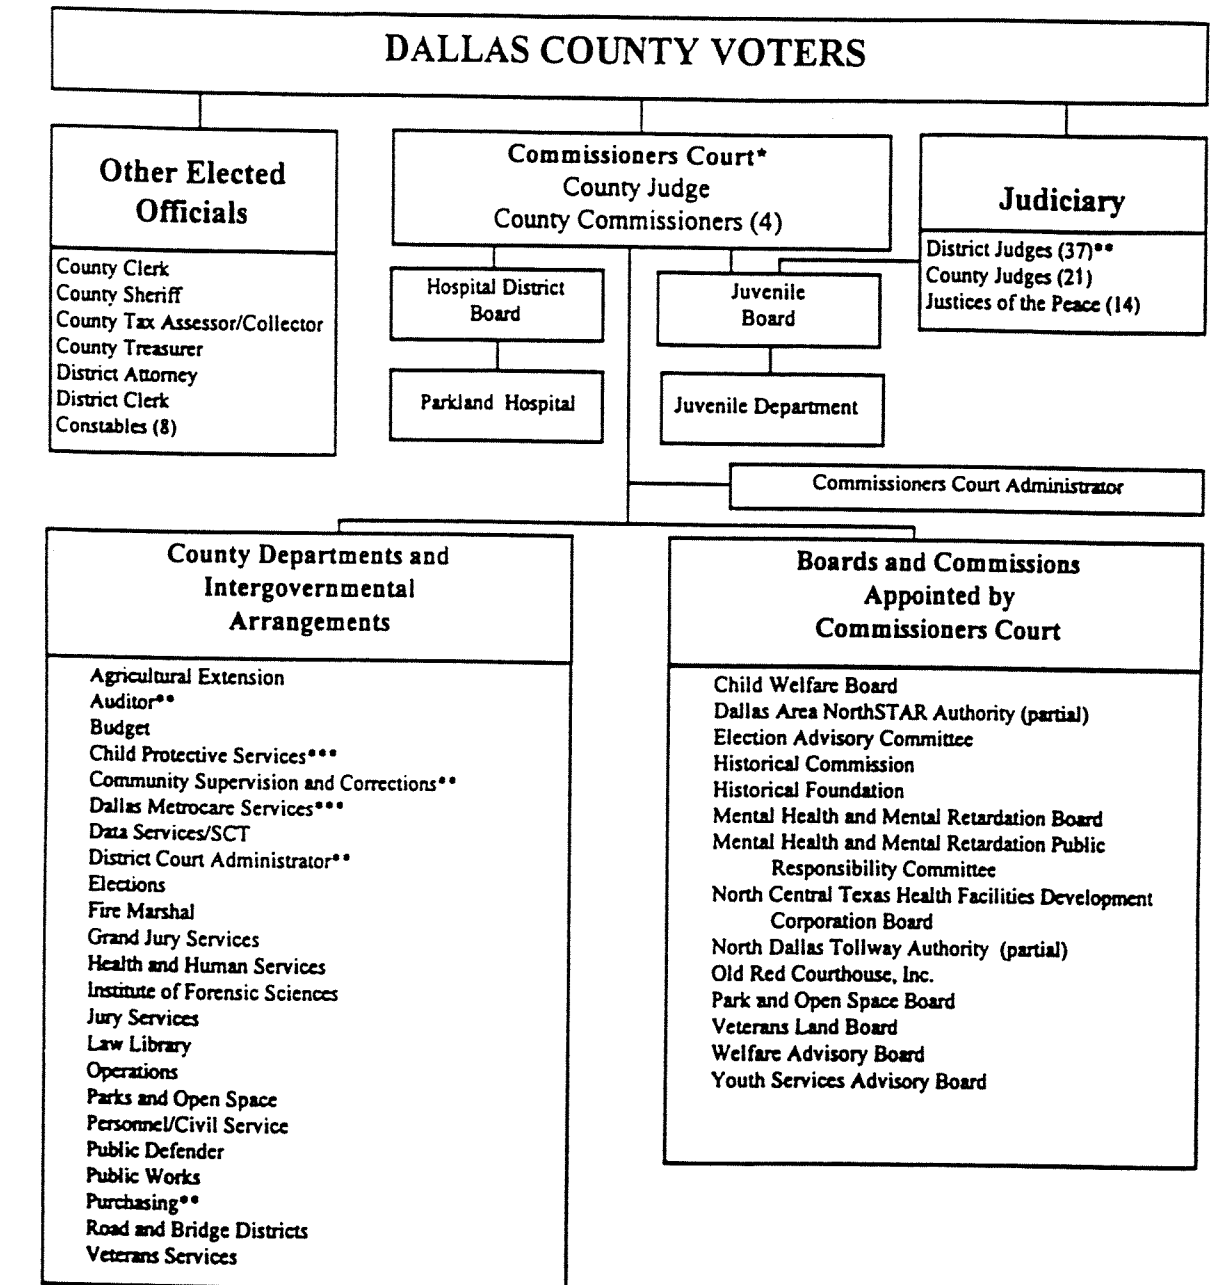 DALLAS COUNTY VOTERS
Other Elected
Officials
County Clerk
County Sheriff
County Tax Assessor/Collector
County Treasurer
District Attorney
District Clerk
Constables (8)
Commissioners Court*
County Judge
County Commissioners (4)
Judiciary
District Judges (37)**
County Judges (21)
Justices of the Peace (14)
Hospital District
Board
Juvenile
Board
Parkland Hospital
Juvenile Department
Commissioners Court Administrator
County Departments and
Intergovernmental
Arrangements
Agricultural Extension
Auditor**
Budget
Child Protective Services***
Community Supervision and Corrections**
Dallas Metrocare Services***
Data Services/SCT
District Court Administrator**
Elections
Fire Marshal
Grand Jury Services
Health and Human Services
Institute of Forensic Sciences
Jury Services
Law Library
Operations
Parks and Open Space
Personnel/Civil Service
Public Defender
Public Works
Purchasing**
Road and Bridge Districts
Veterans Services
Boards and Commissions
Appointed by
Commissioners Court
Child Welfare Board
Dallas Area NorthSTAR Authority (partial)
Election Advisory Committee
Historical Commission
Historical Foundation
Mental Health and Mental Retardation Board
Mental Health and Mental Retardation Public
Responsibility Committee
North Central Texas Health Facilities Development
Corporation Board
North Dallas Tollway Authority (partial)
Old Red Courthouse, Inc.
Park and Open Space Board
Veterans Land Board
Welfare Advisory Board
Youth Services Advisory Board